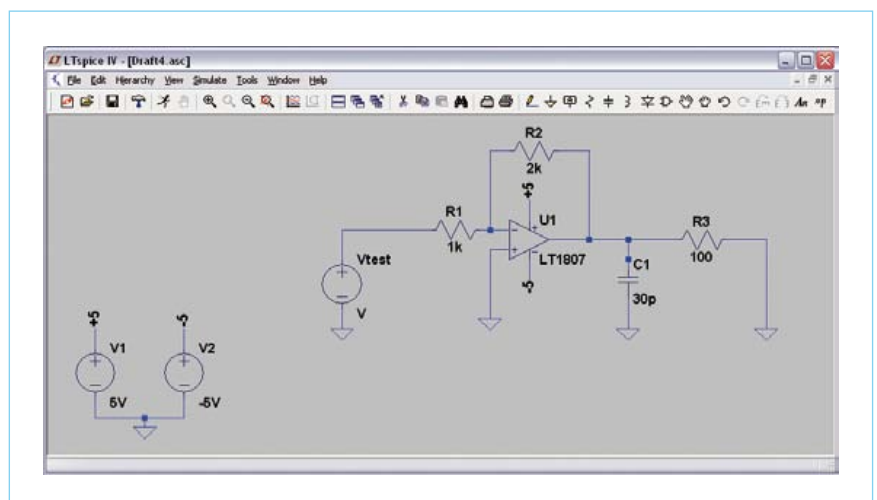 LTspice IV - [Draft4.asc]
File Edit Hierarchy View Simulate Tools Window Help
R2
2k
+5
R1
1k
U1
LT1807
-5
R3
100
C1
30p
Vtest
V
+5
-5
V1
V2
5V
-5V